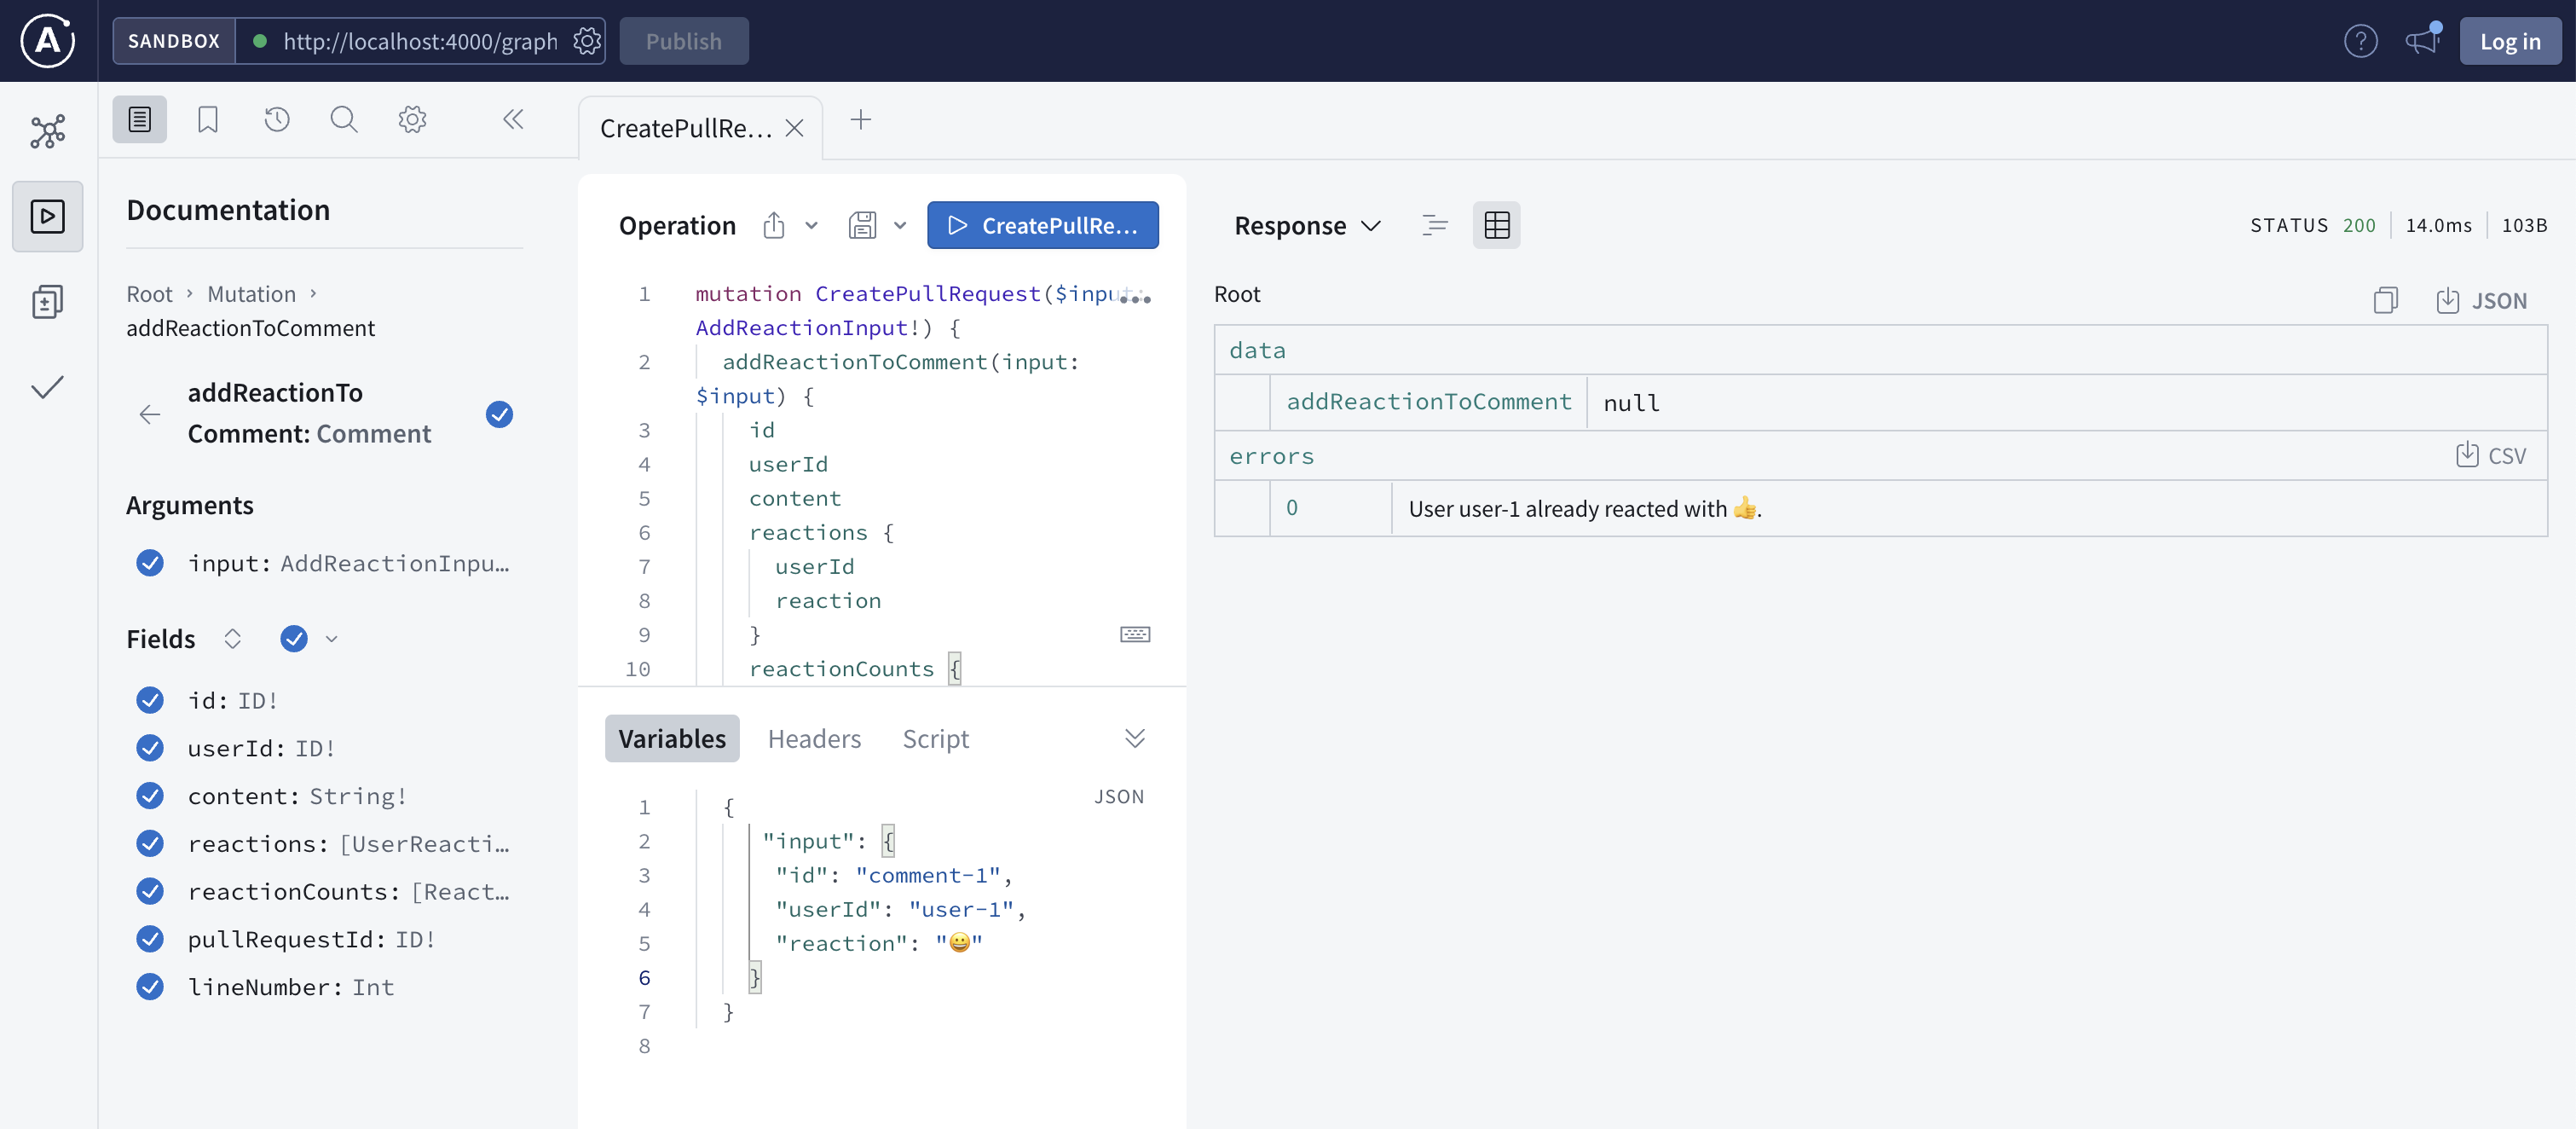 SANDBOX
http://localhost:4000/graph
Publish
Log in
CreatePullRe…
Documentation
Root › Mutation ›
addReactionToComment
addReactionTo
Comment: Comment
Arguments
input: AddReactionInpu…
Fields
id: ID!
userId: ID!
content: String!
reactions: [UserReacti…
reactionCounts: [React…
pullRequestId: ID!
lineNumber: Int
Operation
CreatePullRe…
1 mutation CreatePullRequest($input:
AddReactionInput!) {
2 addReactionToComment(input:
$input) {
3 id
4 userId
5 content
6 reactions {
7 userId
8 reaction
9 }
10 reactionCounts {
Variables Headers Script
JSON
1 {
2 "input": {
3 "id": "comment-1",
4 "userId": "user-1",
5 "reaction": "😀"
6 }
7 }
8
Response
STATUS 200 14.0ms 103B
Root
JSON
data
addReactionToComment null
errors
CSV
0 User user-1 already reacted with 👍.